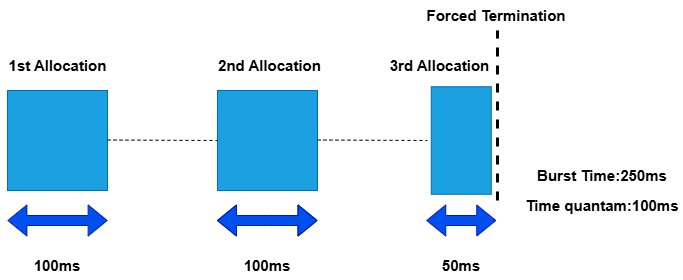 Forced Termination
1st Allocation
2nd Allocation
3rd Allocation
Burst Time:250ms
Time quantam:100ms
100ms
100ms
50ms